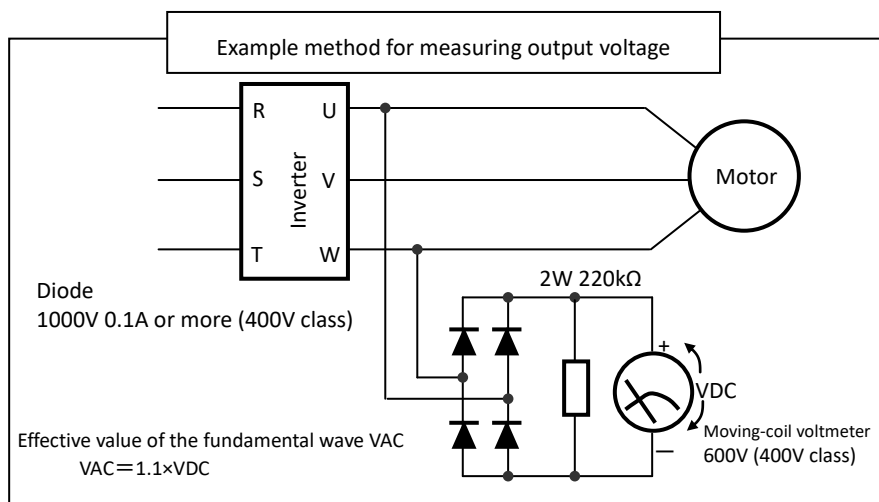 Example method for measuring output voltage
R
U
S
V
T
W
Inverter
Motor
Diode
1000V 0.1A or more (400V class)
2W 220kΩ
+
VDC
−
Moving-coil voltmeter
600V (400V class)
Effective value of the fundamental wave VAC
VAC＝1.1×VDC